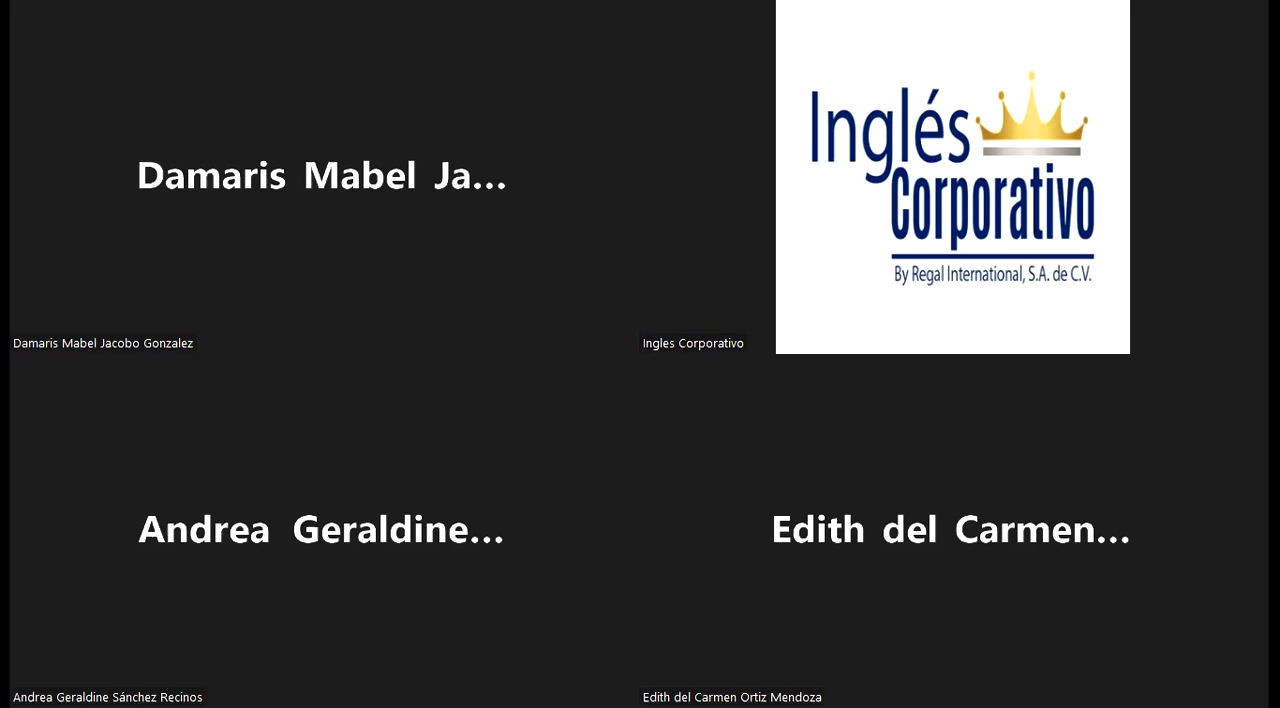 Damaris Mabel Ja...
Damaris Mabel Jacobo Gonzalez
Inglés
Corporativo
By Regal International, S.A. de C.V.
Ingles Corporativo
Andrea Geraldine...
Andrea Geraldine Sánchez Recinos
Edith del Carmen...
Edith del Carmen Ortiz Mendoza